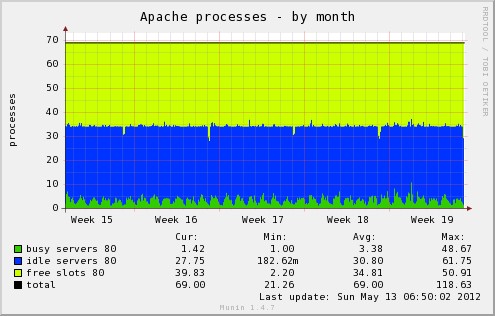 Apache processes - by month
RRDTOOL / TOBI OETIKER
processes
70
60
50
40
30
20
10
0
Week 15 Week 16 Week 17 Week 18 Week 19
Cur: Min: Avg: Max:
busy servers 80 1.42 1.00 3.38 48.67
idle servers 80 27.75 182.62m 30.80 61.75
free slots 80 39.83 2.20 34.81 50.91
total 69.00 21.26 69.00 118.63
Last update: Sun May 13 06:50:02 2012
Munin 1.4.7